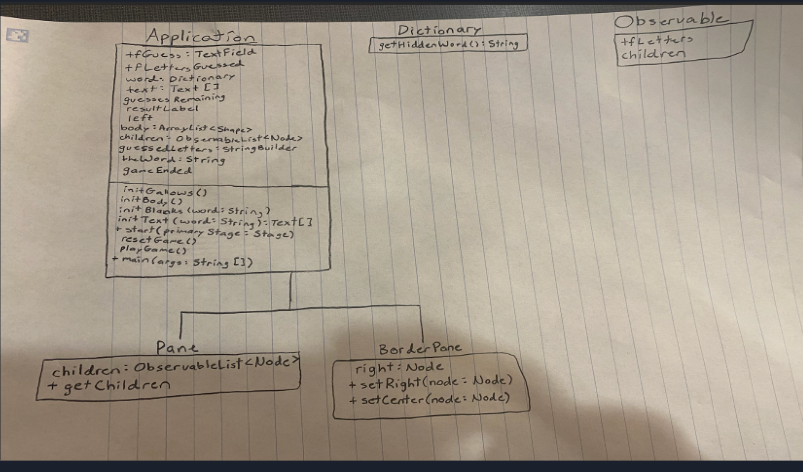 Application
+fGuess: TextField
+fLettersGuessed
word: Dictionary
text: Text []
guessesRemaining
resultLabel
left
body: ArrayList<Shape>
children: ObservableList<Node>
guessedLetters: StringBuilder
theWord: String
gameEnded
initGallows()
initBody()
initBlanks (word: String)
initText (word: String): Text[]
+ start(primary Stage: Stage)
resetGame()
playGame()
+ main(args: String [])
Dictionary
getHiddenWord(): String
Observable
+fLetters
children
Pane
children: ObservableList<Node>
+ getChildren
BorderPane
right: Node
+ setRight(node: Node)
+ setCenter(node: Node)